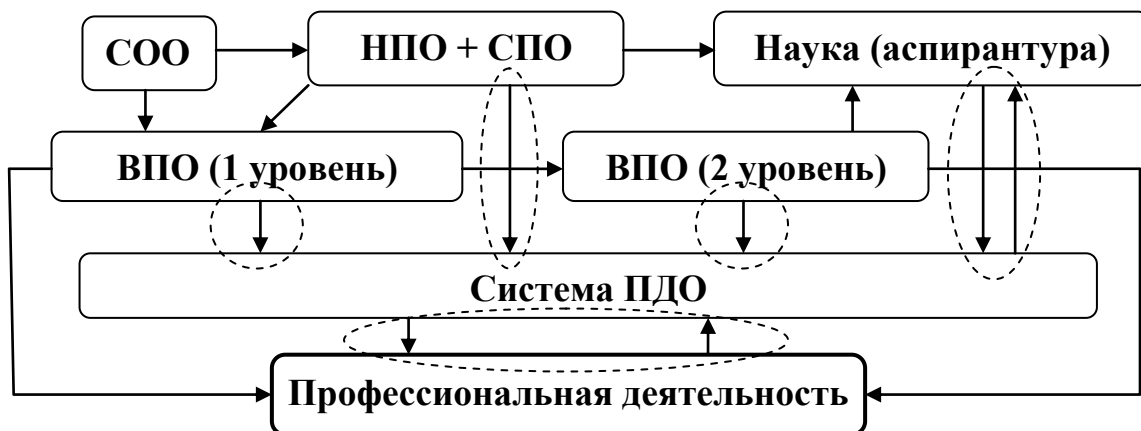 СОО
НПО + СПО
Наука (аспирантура)
ВПО (1 уровень)
ВПО (2 уровень)
Система ПДО
Профессиональная деятельность